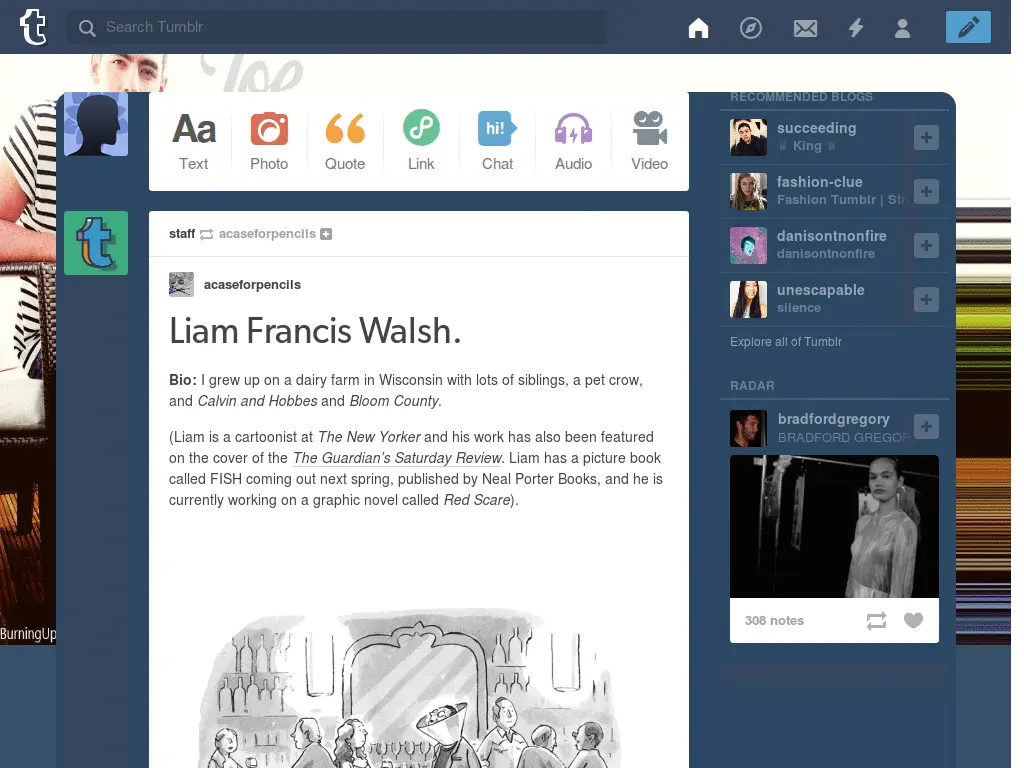 Search Tumblr
Joe
Aa
hi!
Text
Photo
Quote
Link
Chat
Audio
Video
staff acaseforpencils
acaseforpencils
Liam Francis Walsh.
Bio: I grew up on a dairy farm in Wisconsin with lots of siblings, a pet crow,
and Calvin and Hobbes and Bloom County.
(Liam is a cartoonist at The New Yorker and his work has also been featured
on the cover of the The Guardian’s Saturday Review. Liam has a picture book
called FISH coming out next spring, published by Neal Porter Books, and he is
currently working on a graphic novel called Red Scare).
RECOMMENDED BLOGS
succeeding
♕ King ♕
fashion-clue
Fashion Tumblr | Str
danisontnonfire
danisontnonfire
unescapable
silence
Explore all of Tumblr
RADAR
bradfordgregory
BRADFORD GREGOR
308 notes
BurningUp